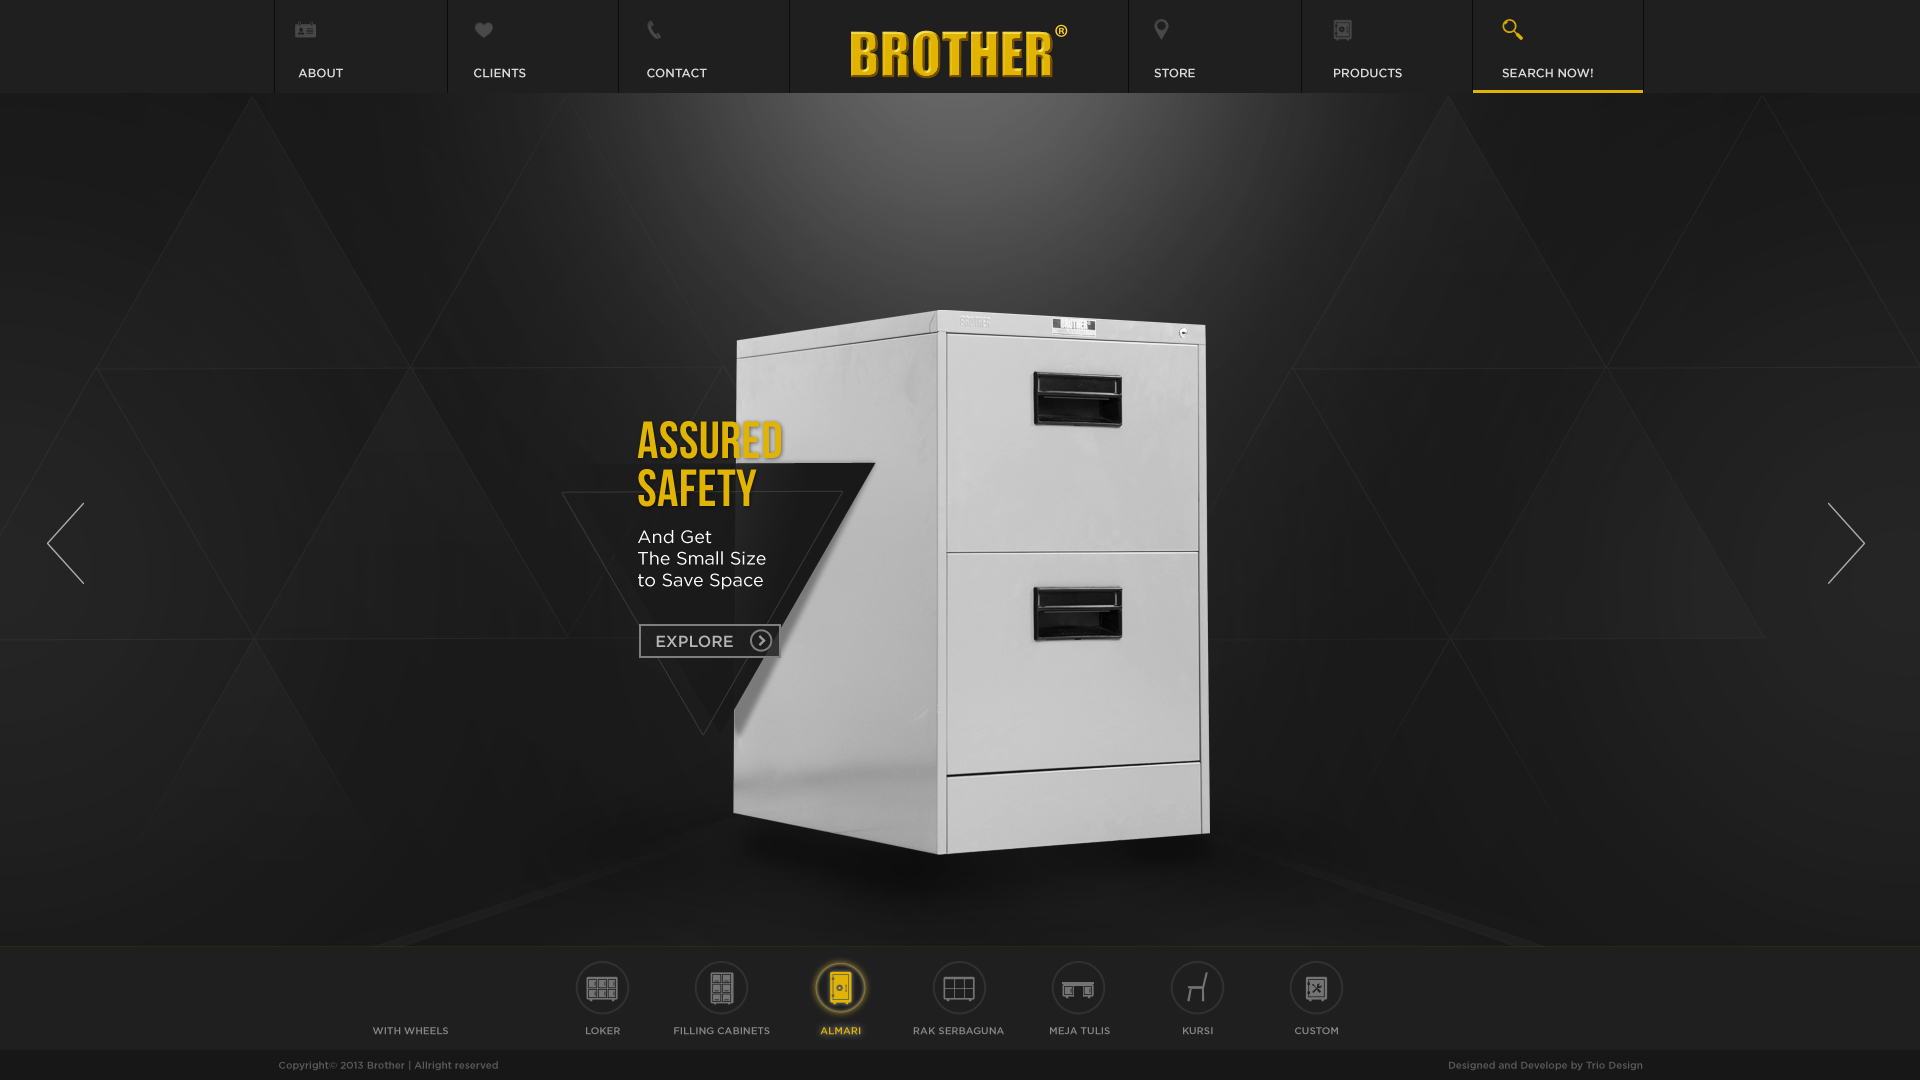 ABOUT
CLIENTS
CONTACT
BROTHER®
STORE
PRODUCTS
SEARCH NOW!
BROTHER
BROTHER
ASSURED
SAFETY
And Get
The Small Size
to Save Space
EXPLORE
WITH WHEELS
LOKER
FILLING CABINETS
ALMARI
RAK SERBAGUNA
MEJA TULIS
KURSI
CUSTOM
Copyright© 2013 Brother | Allright reserved
Designed and Develope by Trio Design